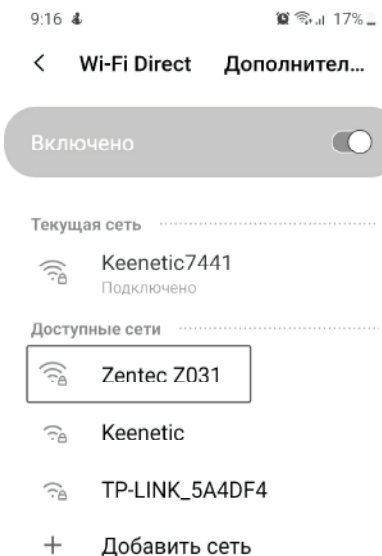 9:16 17%
Wi-Fi Direct Дополнител...
Включено
Текущая сеть
Keenetic7441
Подключено
Доступные сети
Zentec Z031
Keenetic
TP-LINK_5A4DF4
+ Добавить сеть